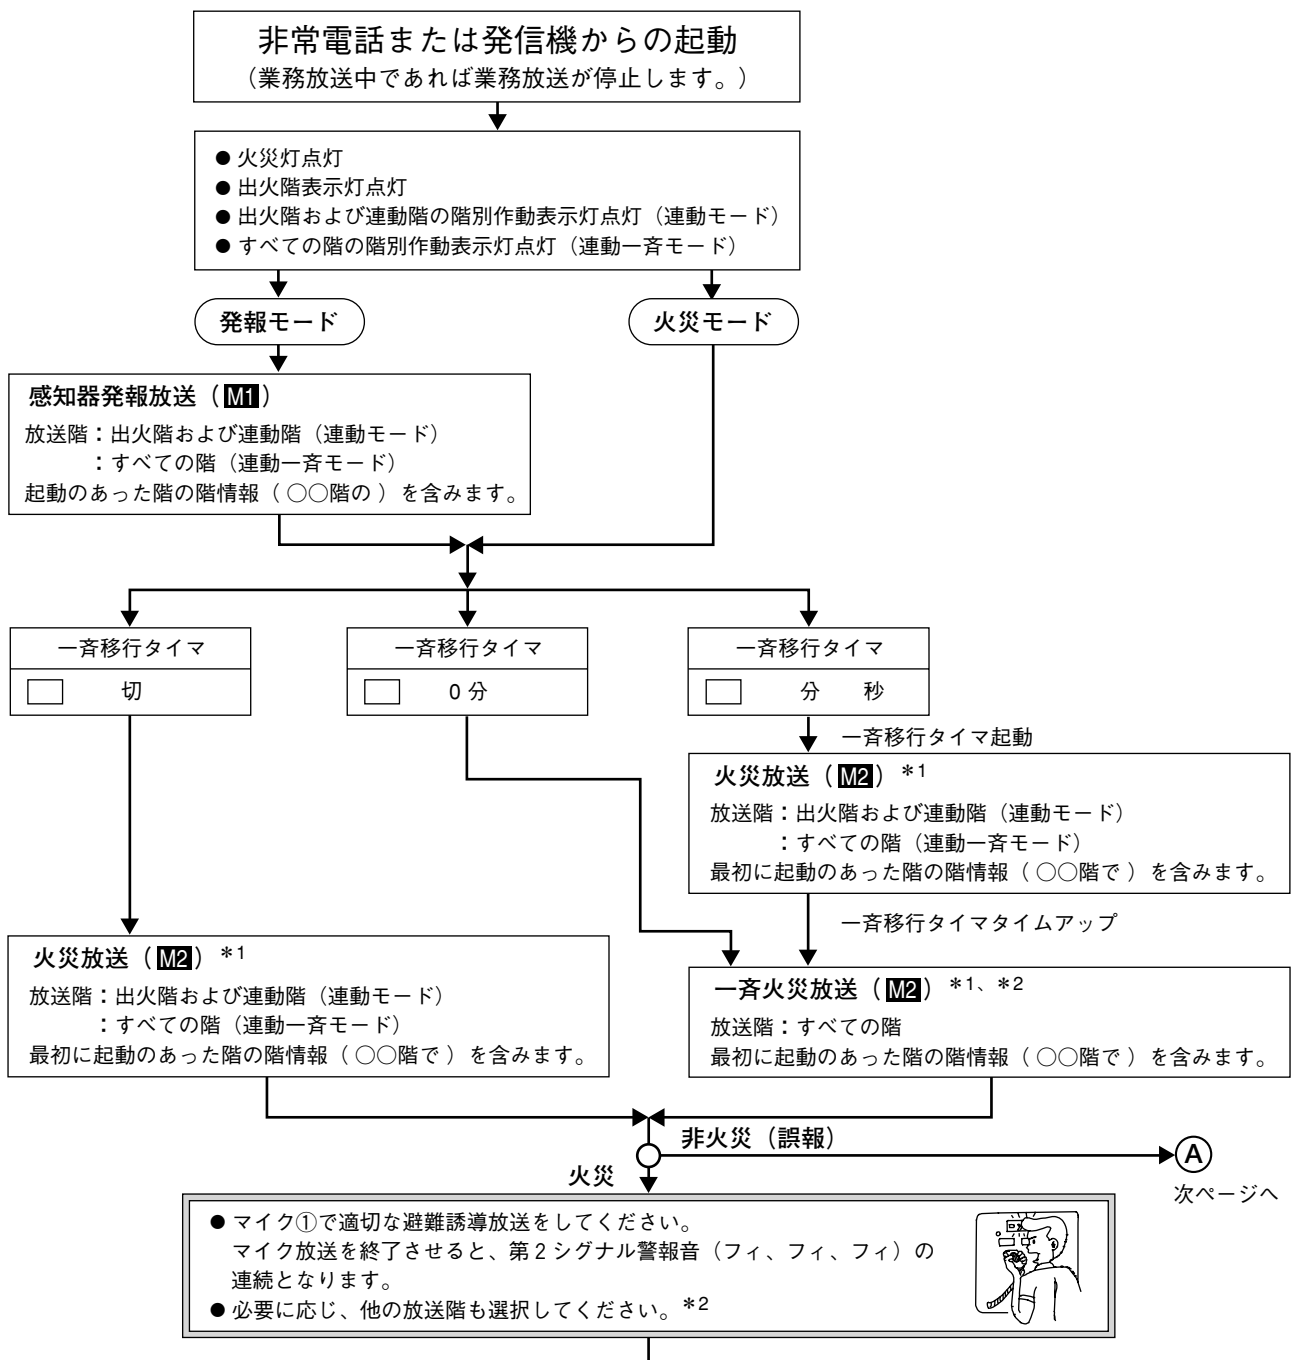 非常電話または発信機からの起動
（業務放送中であれば業務放送が停止します。）
● 火災灯点灯
● 出火階表示灯点灯
● 出火階および連動階の階別作動表示灯点灯（連動モード）
● すべての階の階別作動表示灯点灯（連動一斉モード）
発報モード
火災モード
感知器発報放送（M1）
放送階：出火階および連動階（連動モード）
：すべての階（連動一斉モード）
起動のあった階の階情報（○○階の）を含みます。
一斉移行タイマ
切
一斉移行タイマ
0 分
一斉移行タイマ
分 秒
一斉移行タイマ起動
火災放送（M2）＊1
放送階：出火階および連動階（連動モード）
：すべての階（連動一斉モード）
最初に起動のあった階の階情報（○○階で）を含みます。
一斉移行タイマタイムアップ
火災放送（M2）＊1
放送階：出火階および連動階（連動モード）
：すべての階（連動一斉モード）
最初に起動のあった階の階情報（○○階で）を含みます。
一斉火災放送（M2）＊1、＊2
放送階：すべての階
最初に起動のあった階の階情報（○○階で）を含みます。
非火災（誤報）
Ⓐ
次ページへ
火災
● マイク①で適切な避難誘導放送をしてください。
マイク放送を終了させると、第2シグナル警報音（フィ、フィ、フィ）の
連続となります。
● 必要に応じ、他の放送階も選択してください。＊2